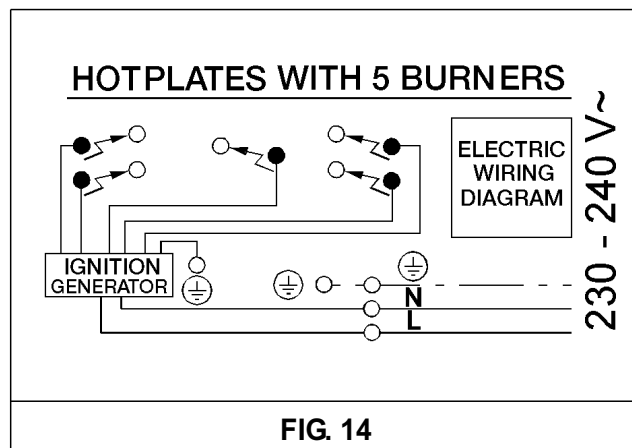 HOTPLATES WITH 5 BURNERS
ELECTRIC
WIRING
DIAGRAM
230 - 240 V~
IGNITION
GENERATOR
N
L
FIG. 14